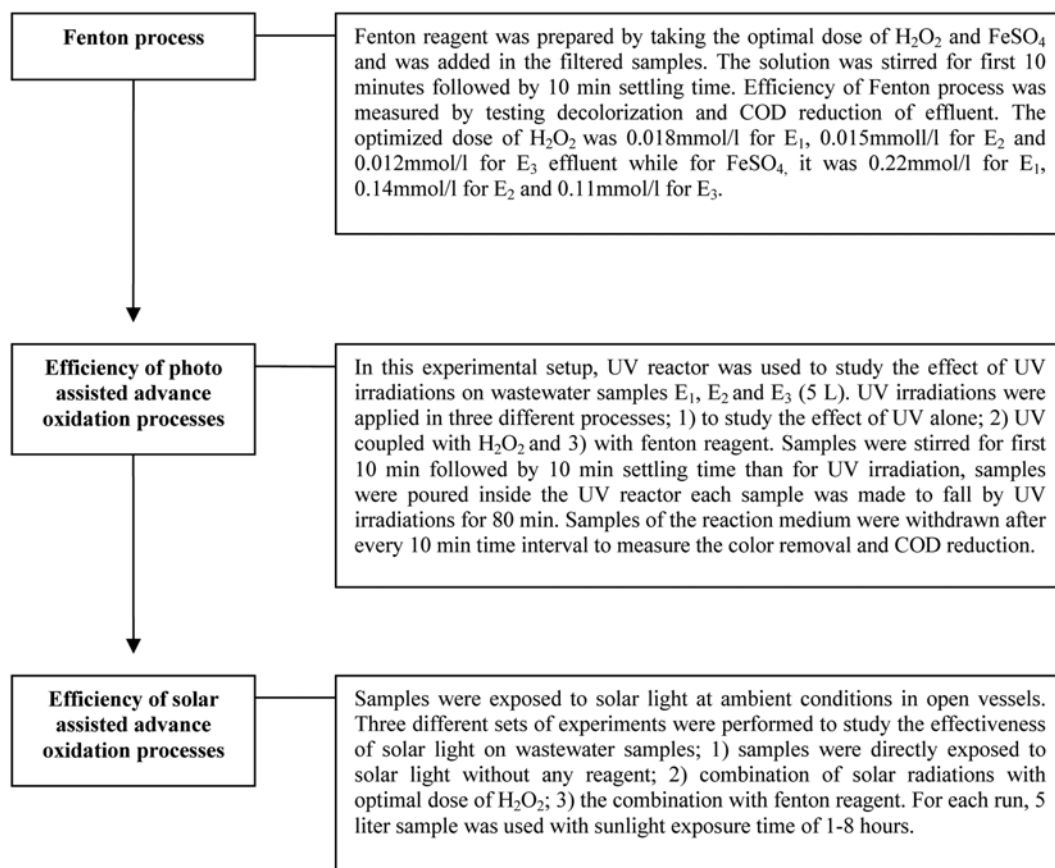 Fenton process
Fenton reagent was prepared by taking the optimal dose of H₂O₂ and FeSO₄
and was added in the filtered samples. The solution was stirred for first 10
minutes followed by 10 min settling time. Efficiency of Fenton process was
measured by testing decolorization and COD reduction of effluent. The
optimized dose of H₂O₂ was 0.018mmol/l for E₁, 0.015mmoll/l for E₂ and
0.012mmol/l for E₃ effluent while for FeSO₄, it was 0.22mmol/l for E₁,
0.14mmol/l for E₂ and 0.11mmol/l for E₃.
Efficiency of photo
assisted advance
oxidation processes
In this experimental setup, UV reactor was used to study the effect of UV
irradiations on wastewater samples E₁, E₂ and E₃ (5 L). UV irradiations were
applied in three different processes; 1) to study the effect of UV alone; 2) UV
coupled with H₂O₂ and 3) with fenton reagent. Samples were stirred for first
10 min followed by 10 min settling time than for UV irradiation, samples
were poured inside the UV reactor each sample was made to fall by UV
irradiations for 80 min. Samples of the reaction medium were withdrawn after
every 10 min time interval to measure the color removal and COD reduction.
Efficiency of solar
assisted advance
oxidation processes
Samples were exposed to solar light at ambient conditions in open vessels.
Three different sets of experiments were performed to study the effectiveness
of solar light on wastewater samples; 1) samples were directly exposed to
solar light without any reagent; 2) combination of solar radiations with
optimal dose of H₂O₂; 3) the combination with fenton reagent. For each run, 5
liter sample was used with sunlight exposure time of 1-8 hours.